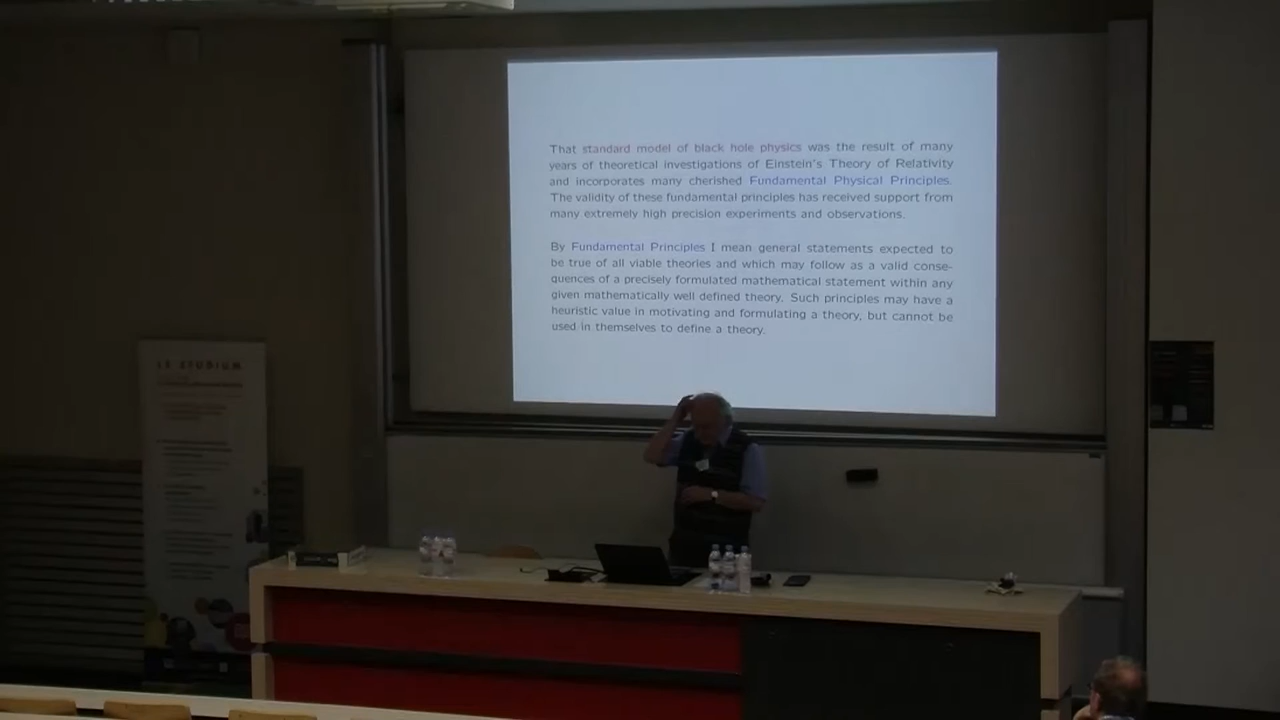 That standard model of black hole physics was the result of many
years of theoretical investigations of Einstein's Theory of Relativity
and incorporates many cherished Fundamental Physical Principles.
The validity of these fundamental principles has received support from
many extremely high precision experiments and observations.
By Fundamental Principles I mean general statements expected to
be true of all viable theories and which may follow as a valid conse-
quences of a precisely formulated mathematical statement within any
given mathematically well defined theory. Such principles may have a
heuristic value in motivating and formulating a theory, but cannot be
used in themselves to define a theory.
LE STUDIUM